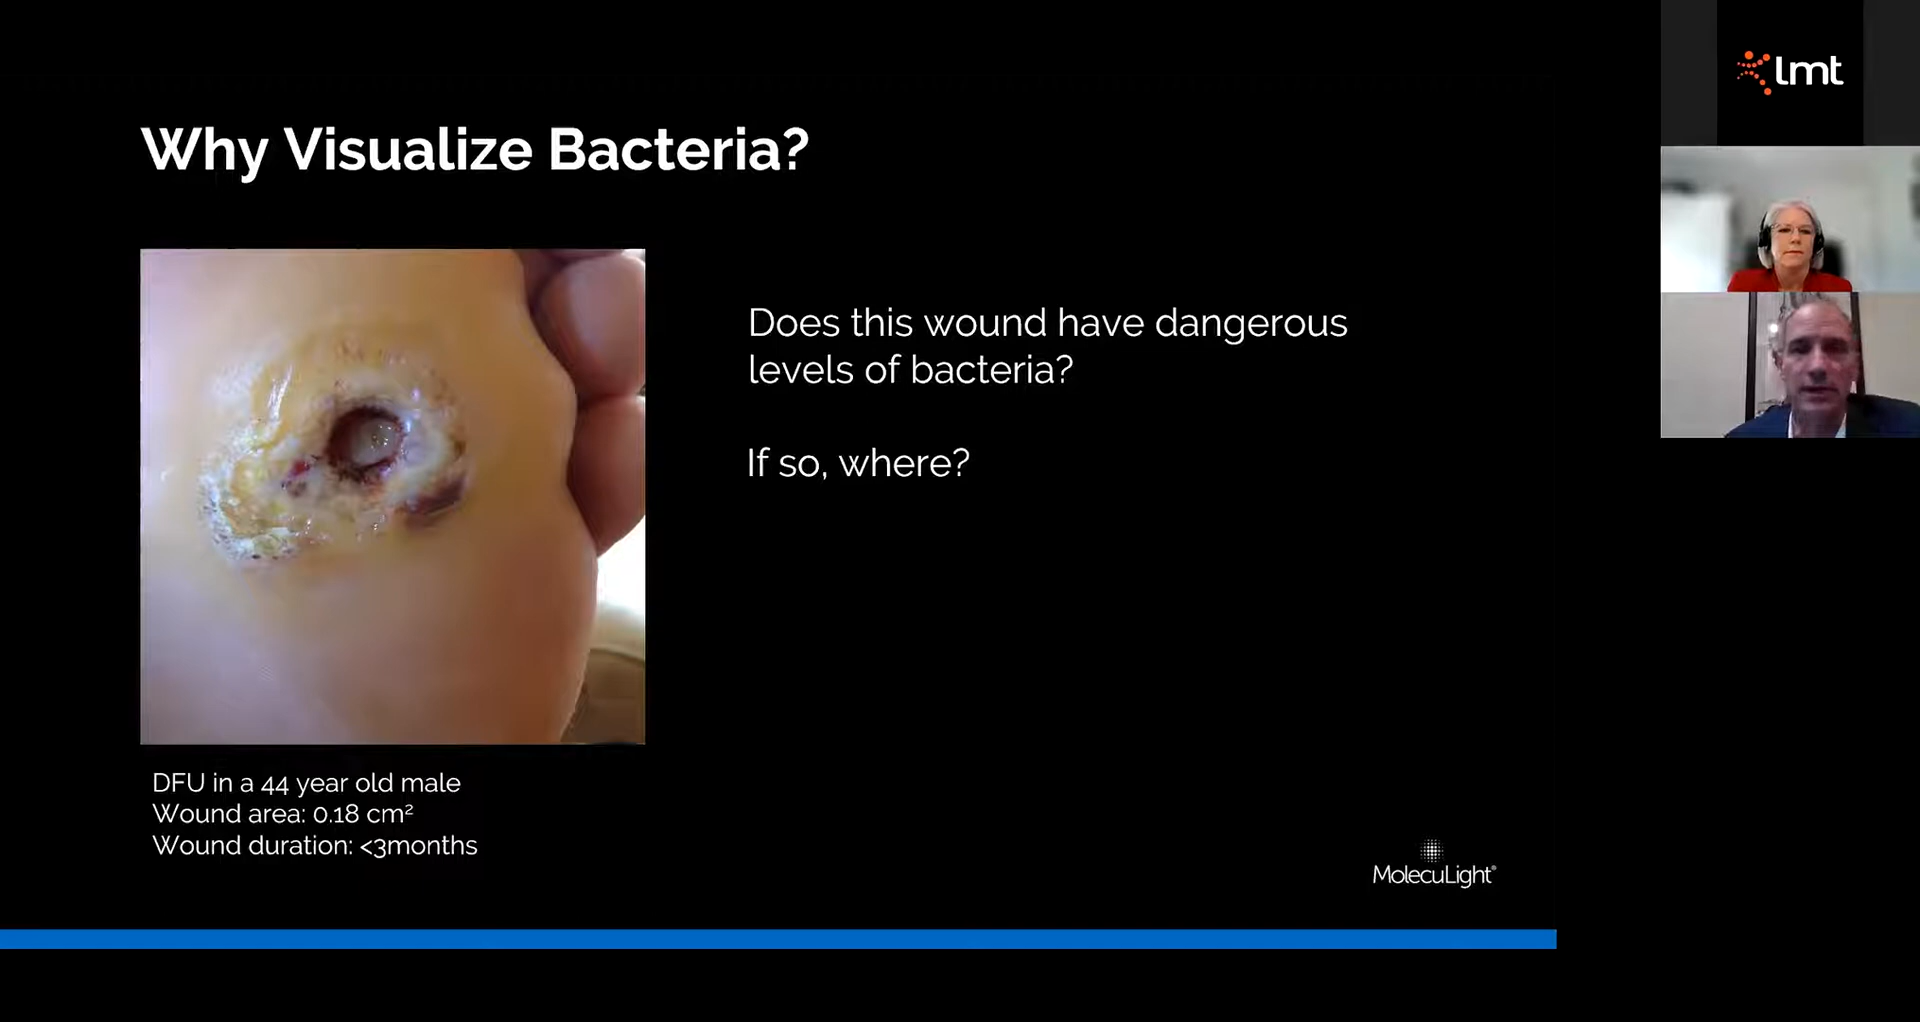 lmt
Why Visualize Bacteria?
Does this wound have dangerous
levels of bacteria?
If so, where?
DFU in a 44 year old male
Wound area: 0.18 cm²
Wound duration: <3months
MolecuLight®